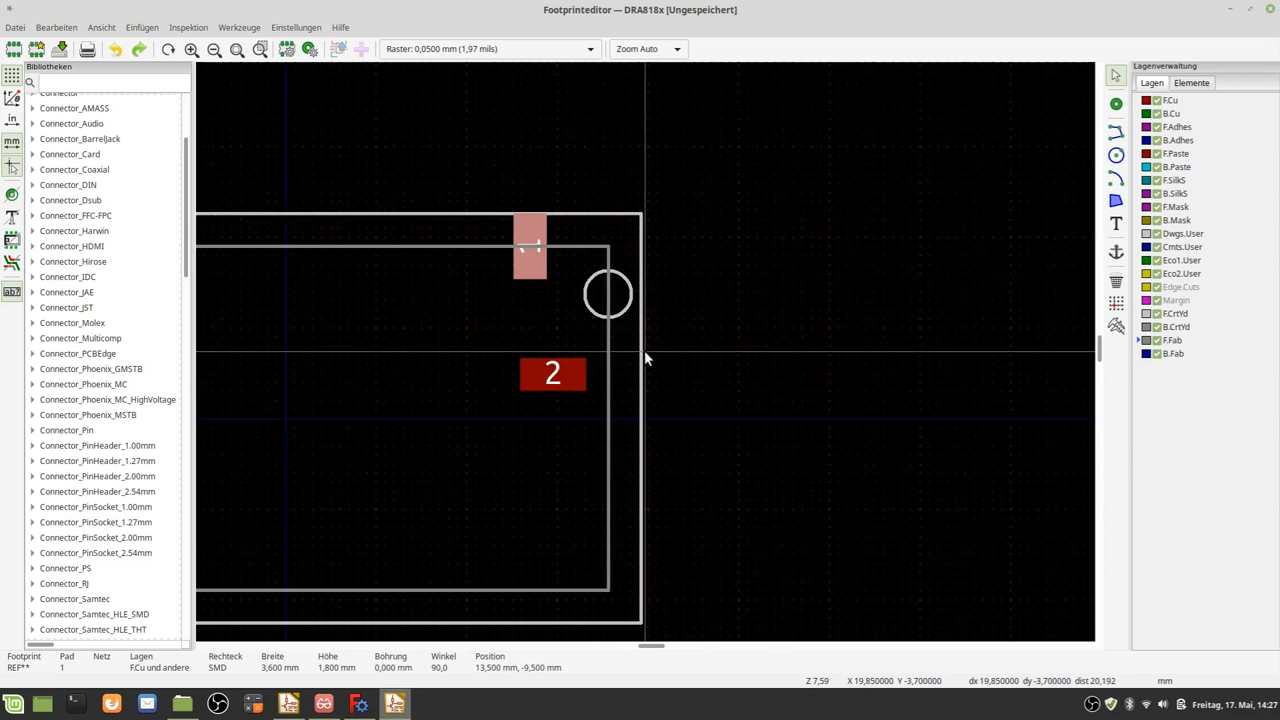 Footprinteditor — DRA818x [Ungespeichert]
Datei Bearbeiten Ansicht Einfügen Inspektion Werkzeuge Einstellungen Hilfe
Raster: 0,0500 mm (1,97 mils) Zoom Auto
Bibliotheken
Connector_AMASS
Connector_Audio
Connector_BarrelJack
Connector_Card
Connector_Coaxial
Connector_DIN
Connector_Dsub
Connector_FFC-FPC
Connector_Harwin
Connector_HDMI
Connector_Hirose
Connector_IDC
Connector_JAE
Connector_JST
Connector_Molex
Connector_Multicomp
Connector_PCBEdge
Connector_Phoenix_GMSTB
Connector_Phoenix_MC
Connector_Phoenix_MC_HighVoltage
Connector_Phoenix_MSTB
Connector_Pin
Connector_PinHeader_1.00mm
Connector_PinHeader_1.27mm
Connector_PinHeader_2.00mm
Connector_PinHeader_2.54mm
Connector_PinSocket_1.00mm
Connector_PinSocket_1.27mm
Connector_PinSocket_2.00mm
Connector_PinSocket_2.54mm
Connector_PS
Connector_RJ
Connector_Samtec
Connector_Samtec_HLE_SMD
Connector_Samtec_HLE_THT
in
mm
1
2
Lagenverwaltung
Lagen Elemente
F.Cu
B.Cu
F.Adhes
B.Adhes
F.Paste
B.Paste
F.SilkS
B.SilkS
F.Mask
B.Mask
Dwgs.User
Cmts.User
Eco1.User
Eco2.User
Edge.Cuts
Margin
F.CrtYd
B.CrtYd
F.Fab
B.Fab
Footprint Pad Netz Lagen Rechteck Breite Höhe Bohrung Winkel Position
REF** 1 F.Cu und andere SMD 3,600 mm 1,800 mm 0,000 mm 90,0 13,500 mm, -9,500 mm
Z 7,59 X 19,850000 Y -3,700000 dx 19,850000 dy -3,700000 dist 20,192 mm
Freitag, 17. Mai, 14:27